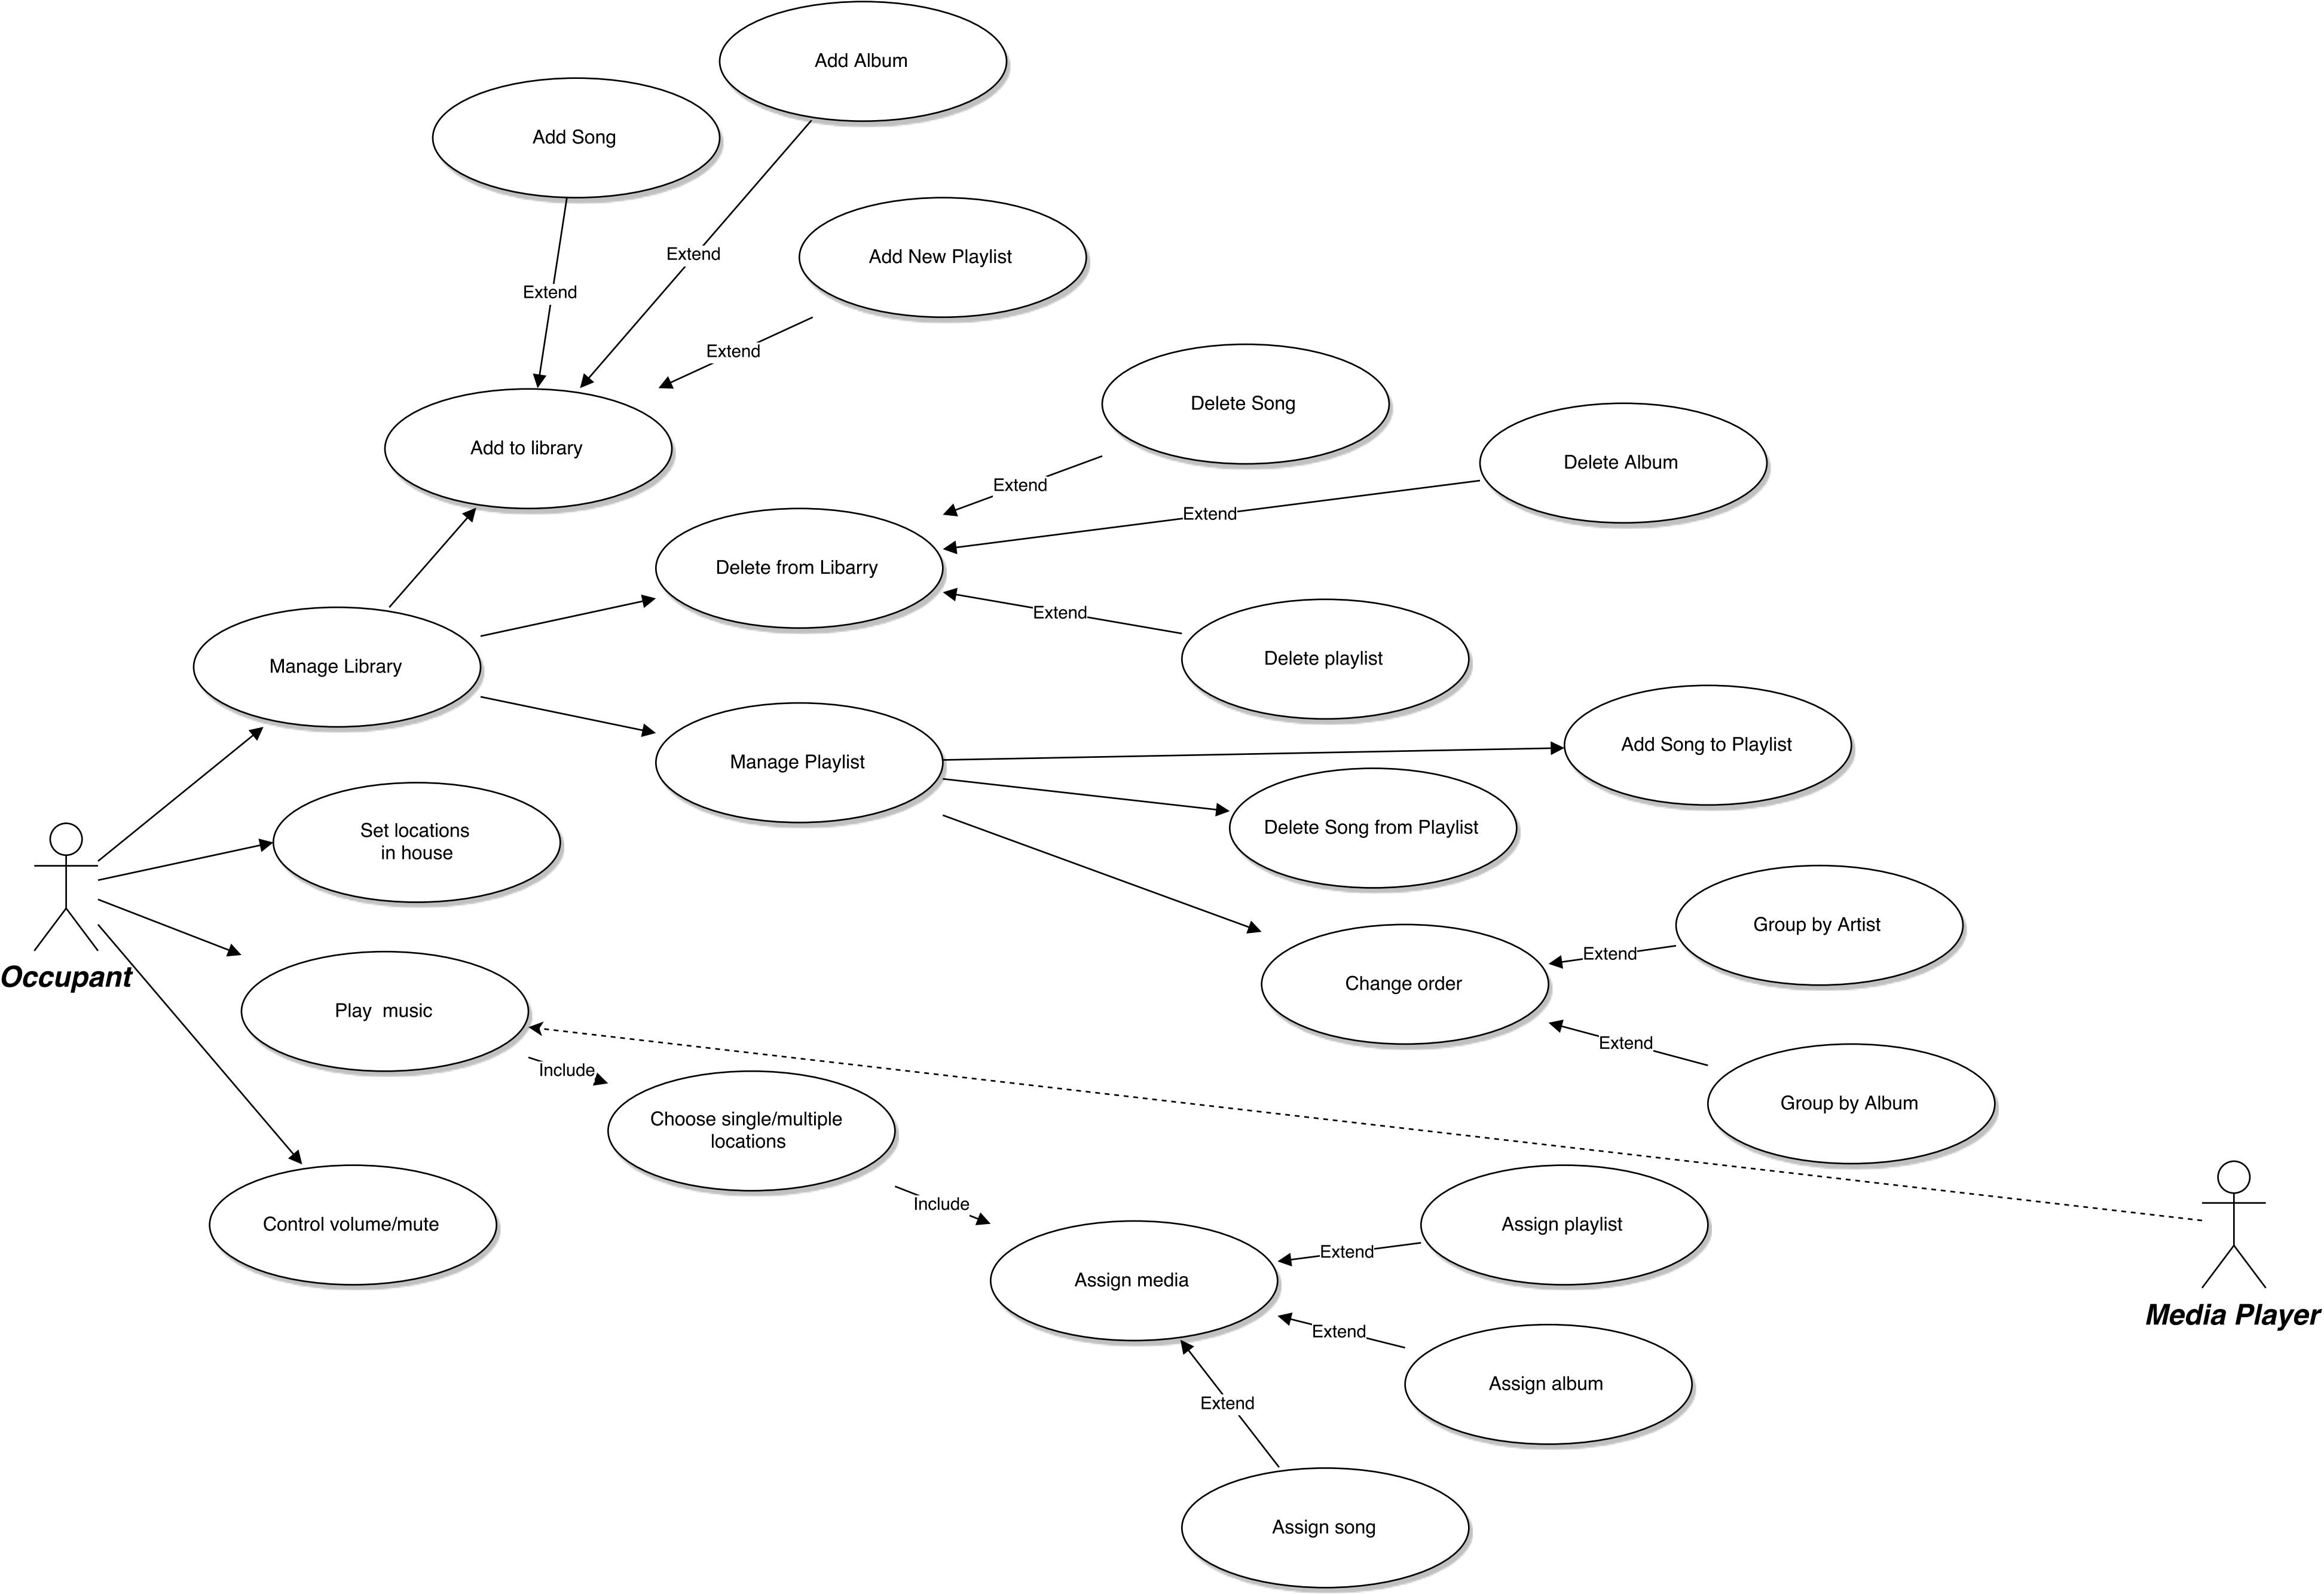 Add Album
Add Song
Extend
Add New Playlist
Extend
Extend
Delete Song
Add to library
Delete Album
Extend
Extend
Delete from Libarry
Extend
Delete playlist
Manage Library
Add Song to Playlist
Manage Playlist
Delete Song from Playlist
Set locations
in house
Group by Artist
Extend
Occupant
Change order
Play  music
Extend
Include
Group by Album
Choose single/multiple
locations
Include
Control volume/mute
Assign playlist
Extend
Assign media
Media Player
Extend
Assign album
Extend
Assign song